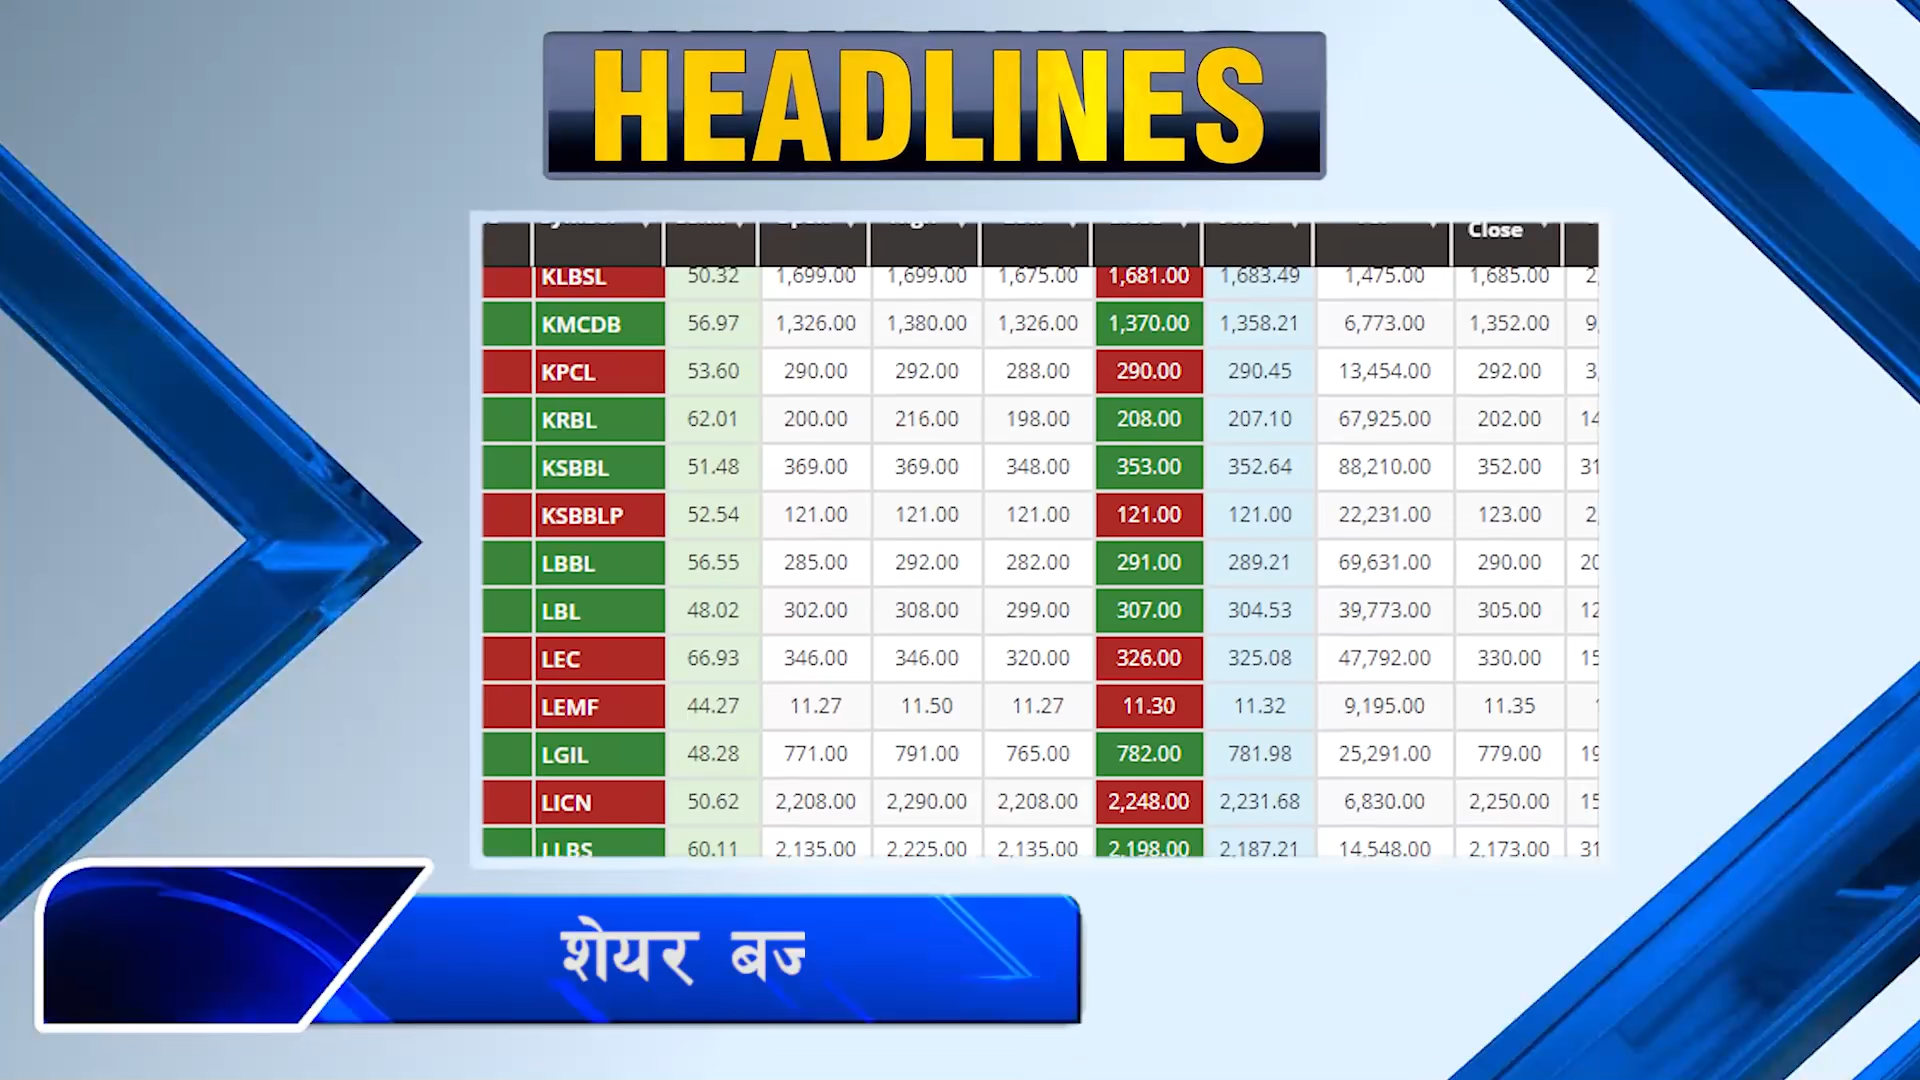 HEADLINES
Close
KLBSL 50.32 1,699.00 1,699.00 1,675.00 1,681.00 1,683.49 1,475.00 1,685.00 2,
KMCDB 56.97 1,326.00 1,380.00 1,326.00 1,370.00 1,358.21 6,773.00 1,352.00 9,
KPCL 53.60 290.00 292.00 288.00 290.00 290.45 13,454.00 292.00 3,
KRBL 62.01 200.00 216.00 198.00 208.00 207.10 67,925.00 202.00 14
KSBBL 51.48 369.00 369.00 348.00 353.00 352.64 88,210.00 352.00 31
KSBBLP 52.54 121.00 121.00 121.00 121.00 121.00 22,231.00 123.00 2,
LBBL 56.55 285.00 292.00 282.00 291.00 289.21 69,631.00 290.00 20
LBL 48.02 302.00 308.00 299.00 307.00 304.53 39,773.00 305.00 12
LEC 66.93 346.00 346.00 320.00 326.00 325.08 47,792.00 330.00 15
LEMF 44.27 11.27 11.50 11.27 11.30 11.32 9,195.00 11.35
LGIL 48.28 771.00 791.00 765.00 782.00 781.98 25,291.00 779.00 19
LICN 50.62 2,208.00 2,290.00 2,208.00 2,248.00 2,231.68 6,830.00 2,250.00 15
LLBS 60.11 2,135.00 2,225.00 2,135.00 2,198.00 2,187.21 14,548.00 2,173.00 31
शेयर